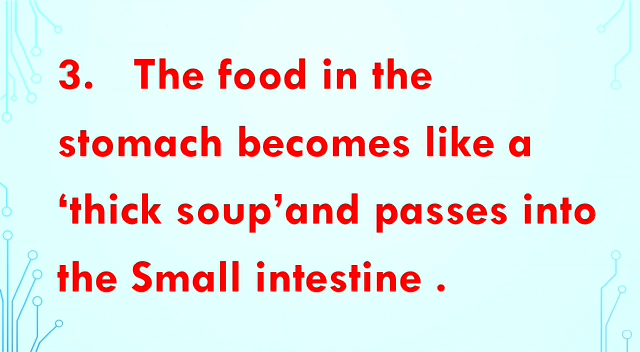 3. The food in the
stomach becomes like a
‘thick soup’and passes into
the Small intestine .